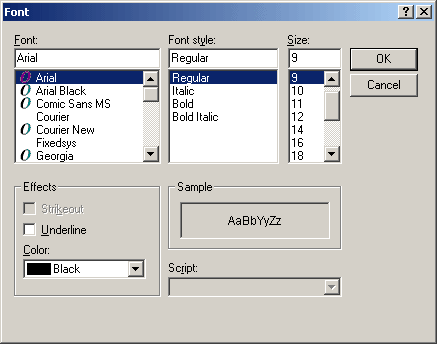 Font
Font:
Arial
Arial
Arial Black
Comic Sans MS
Courier
Courier New
Fixedsys
Georgia
Font style:
Regular
Regular
Italic
Bold
Bold Italic
Size:
9
9
10
11
12
14
16
18
OK
Cancel
Effects
Strikeout
Underline
Color:
Black
Sample
AaBbYyZz
Script: